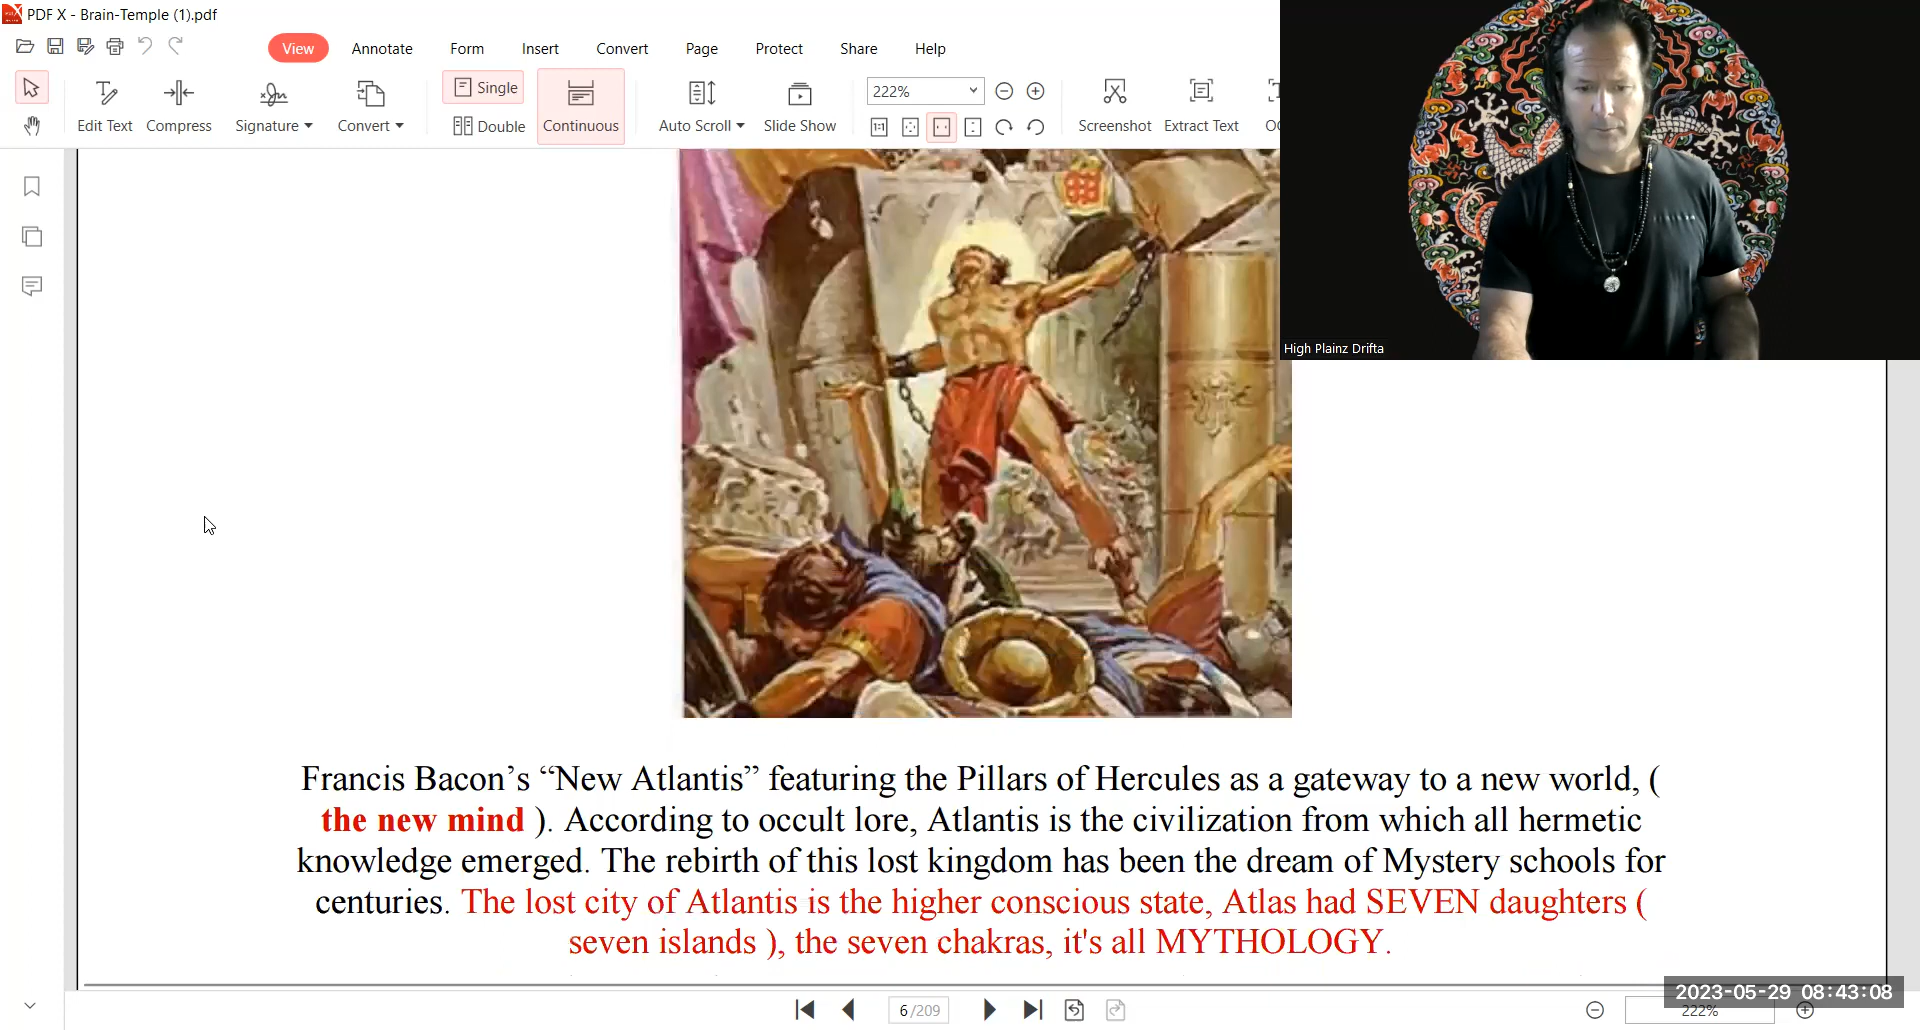 PDF X - Brain-Temple (1).pdf
View Annotate Form Insert Convert Page Protect Share Help
Single
222%
Edit Text Compress Signature Convert Double Continuous Auto Scroll Slide Show Screenshot Extract Text
High Plainz Drifta
Francis Bacon’s “New Atlantis” featuring the Pillars of Hercules as a gateway to a new world, (
the new mind ). According to occult lore, Atlantis is the civilization from which all hermetic
knowledge emerged. The rebirth of this lost kingdom has been the dream of Mystery schools for
centuries. The lost city of Atlantis is the higher conscious state, Atlas had SEVEN daughters (
seven islands ), the seven chakras, it's all MYTHOLOGY.
2023-05-29 08:43:08
6 /209
222%